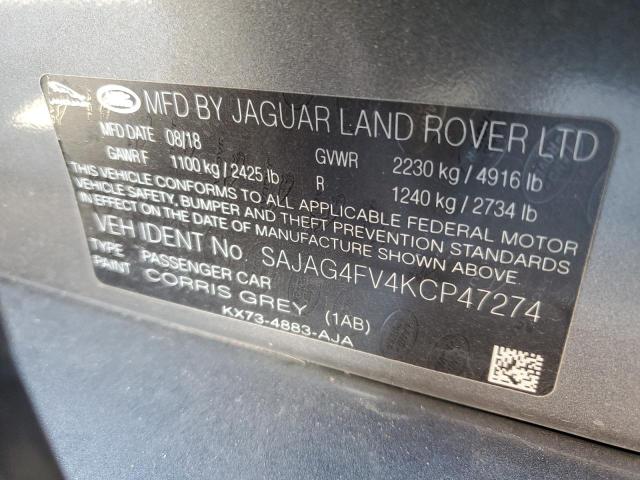 JAGUAR LAND ROVER MFD BY JAGUAR LAND ROVER LTD
MFD DATE 08/18
GAWR F 1100 kg / 2425 lb GVWR 2230 kg / 4916 lb
R 1240 kg / 2734 lb
THIS VEHICLE CONFORMS TO ALL APPLICABLE FEDERAL MOTOR
VEHICLE SAFETY, BUMPER AND THEFT PREVENTION STANDARDS
IN EFFECT ON THE DATE OF MANUFACTURE SHOWN ABOVE.
VEH IDENT No SAJAG4FV4KCP47274
TYPE PASSENGER CAR
PAINT CORRIS GREY (1AB)
KX73-4883-AJA